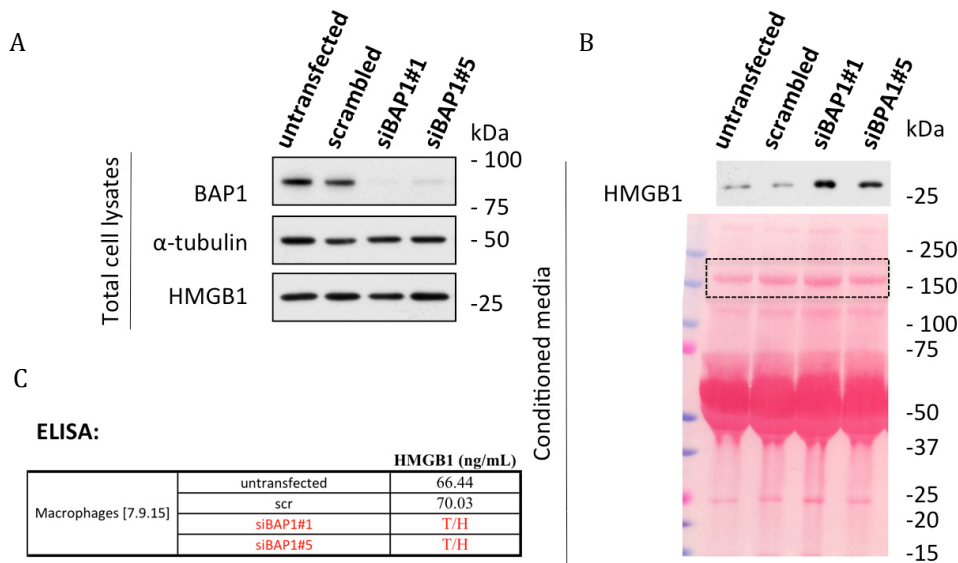 A
untransfected
scrambled
siBAP1#1
siBAP1#5
kDa
Total cell lysates
BAP1
- 100
- 75
α-tubulin
- 50
HMGB1
-25
B
untransfected
scrambled
siBAP1#1
siBPA1#5
kDa
Conditioned media
HMGB1
-25
- 250
- 150
- 100
-75
-50
-37
-25
-20
-15
C
ELISA:
HMGB1 (ng/mL)
Macrophages [7.9.15]
untransfected 66.44
scr 70.03
siBAP1#1 T/H
siBAP1#5 T/H